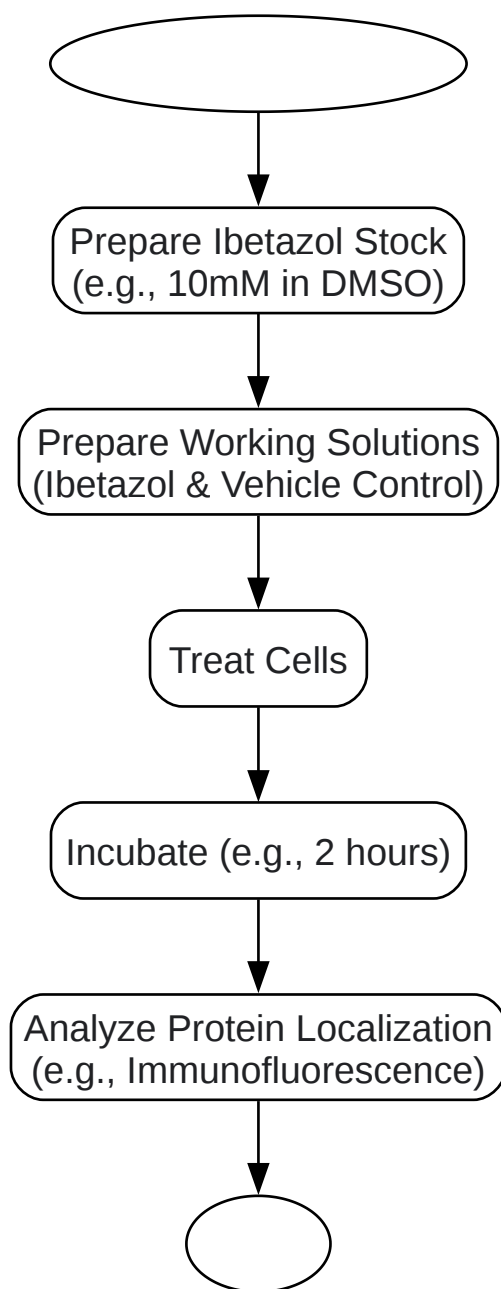 Prepare Ibetazol Stock
(e.g., 10mM in DMSO)
Prepare Working Solutions
(Ibetazol & Vehicle Control)
Treat Cells
Incubate (e.g., 2 hours)
Analyze Protein Localization
(e.g., Immunofluorescence)